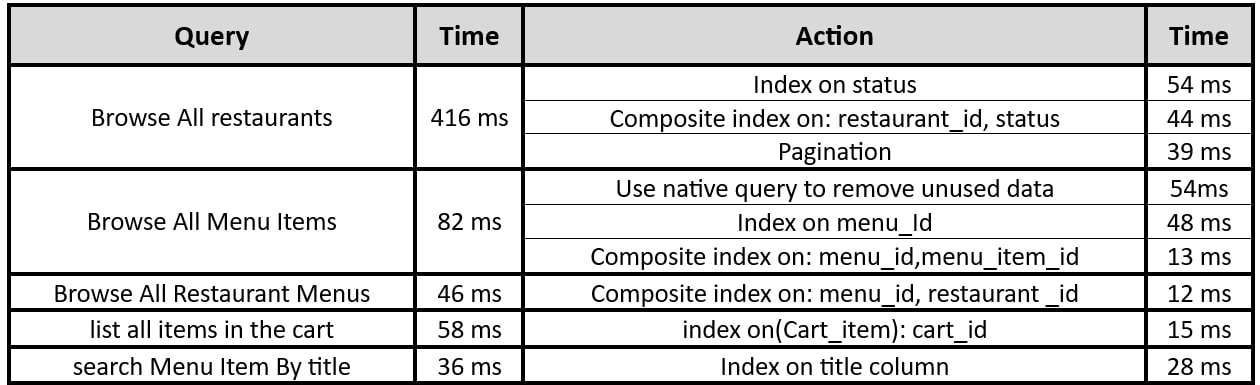 Query Time Action Time
Browse All restaurants 416 ms Index on status 54 ms
Composite index on: restaurant_id, status 44 ms
Pagination 39 ms
Browse All Menu Items 82 ms Use native query to remove unused data 54ms
Index on menu_Id 48 ms
Composite index on: menu_id,menu_item_id 13 ms
Browse All Restaurant Menus 46 ms Composite index on: menu_id, restaurant _id 12 ms
list all items in the cart 58 ms index on(Cart_item): cart_id 15 ms
search Menu Item By title 36 ms Index on title column 28 ms